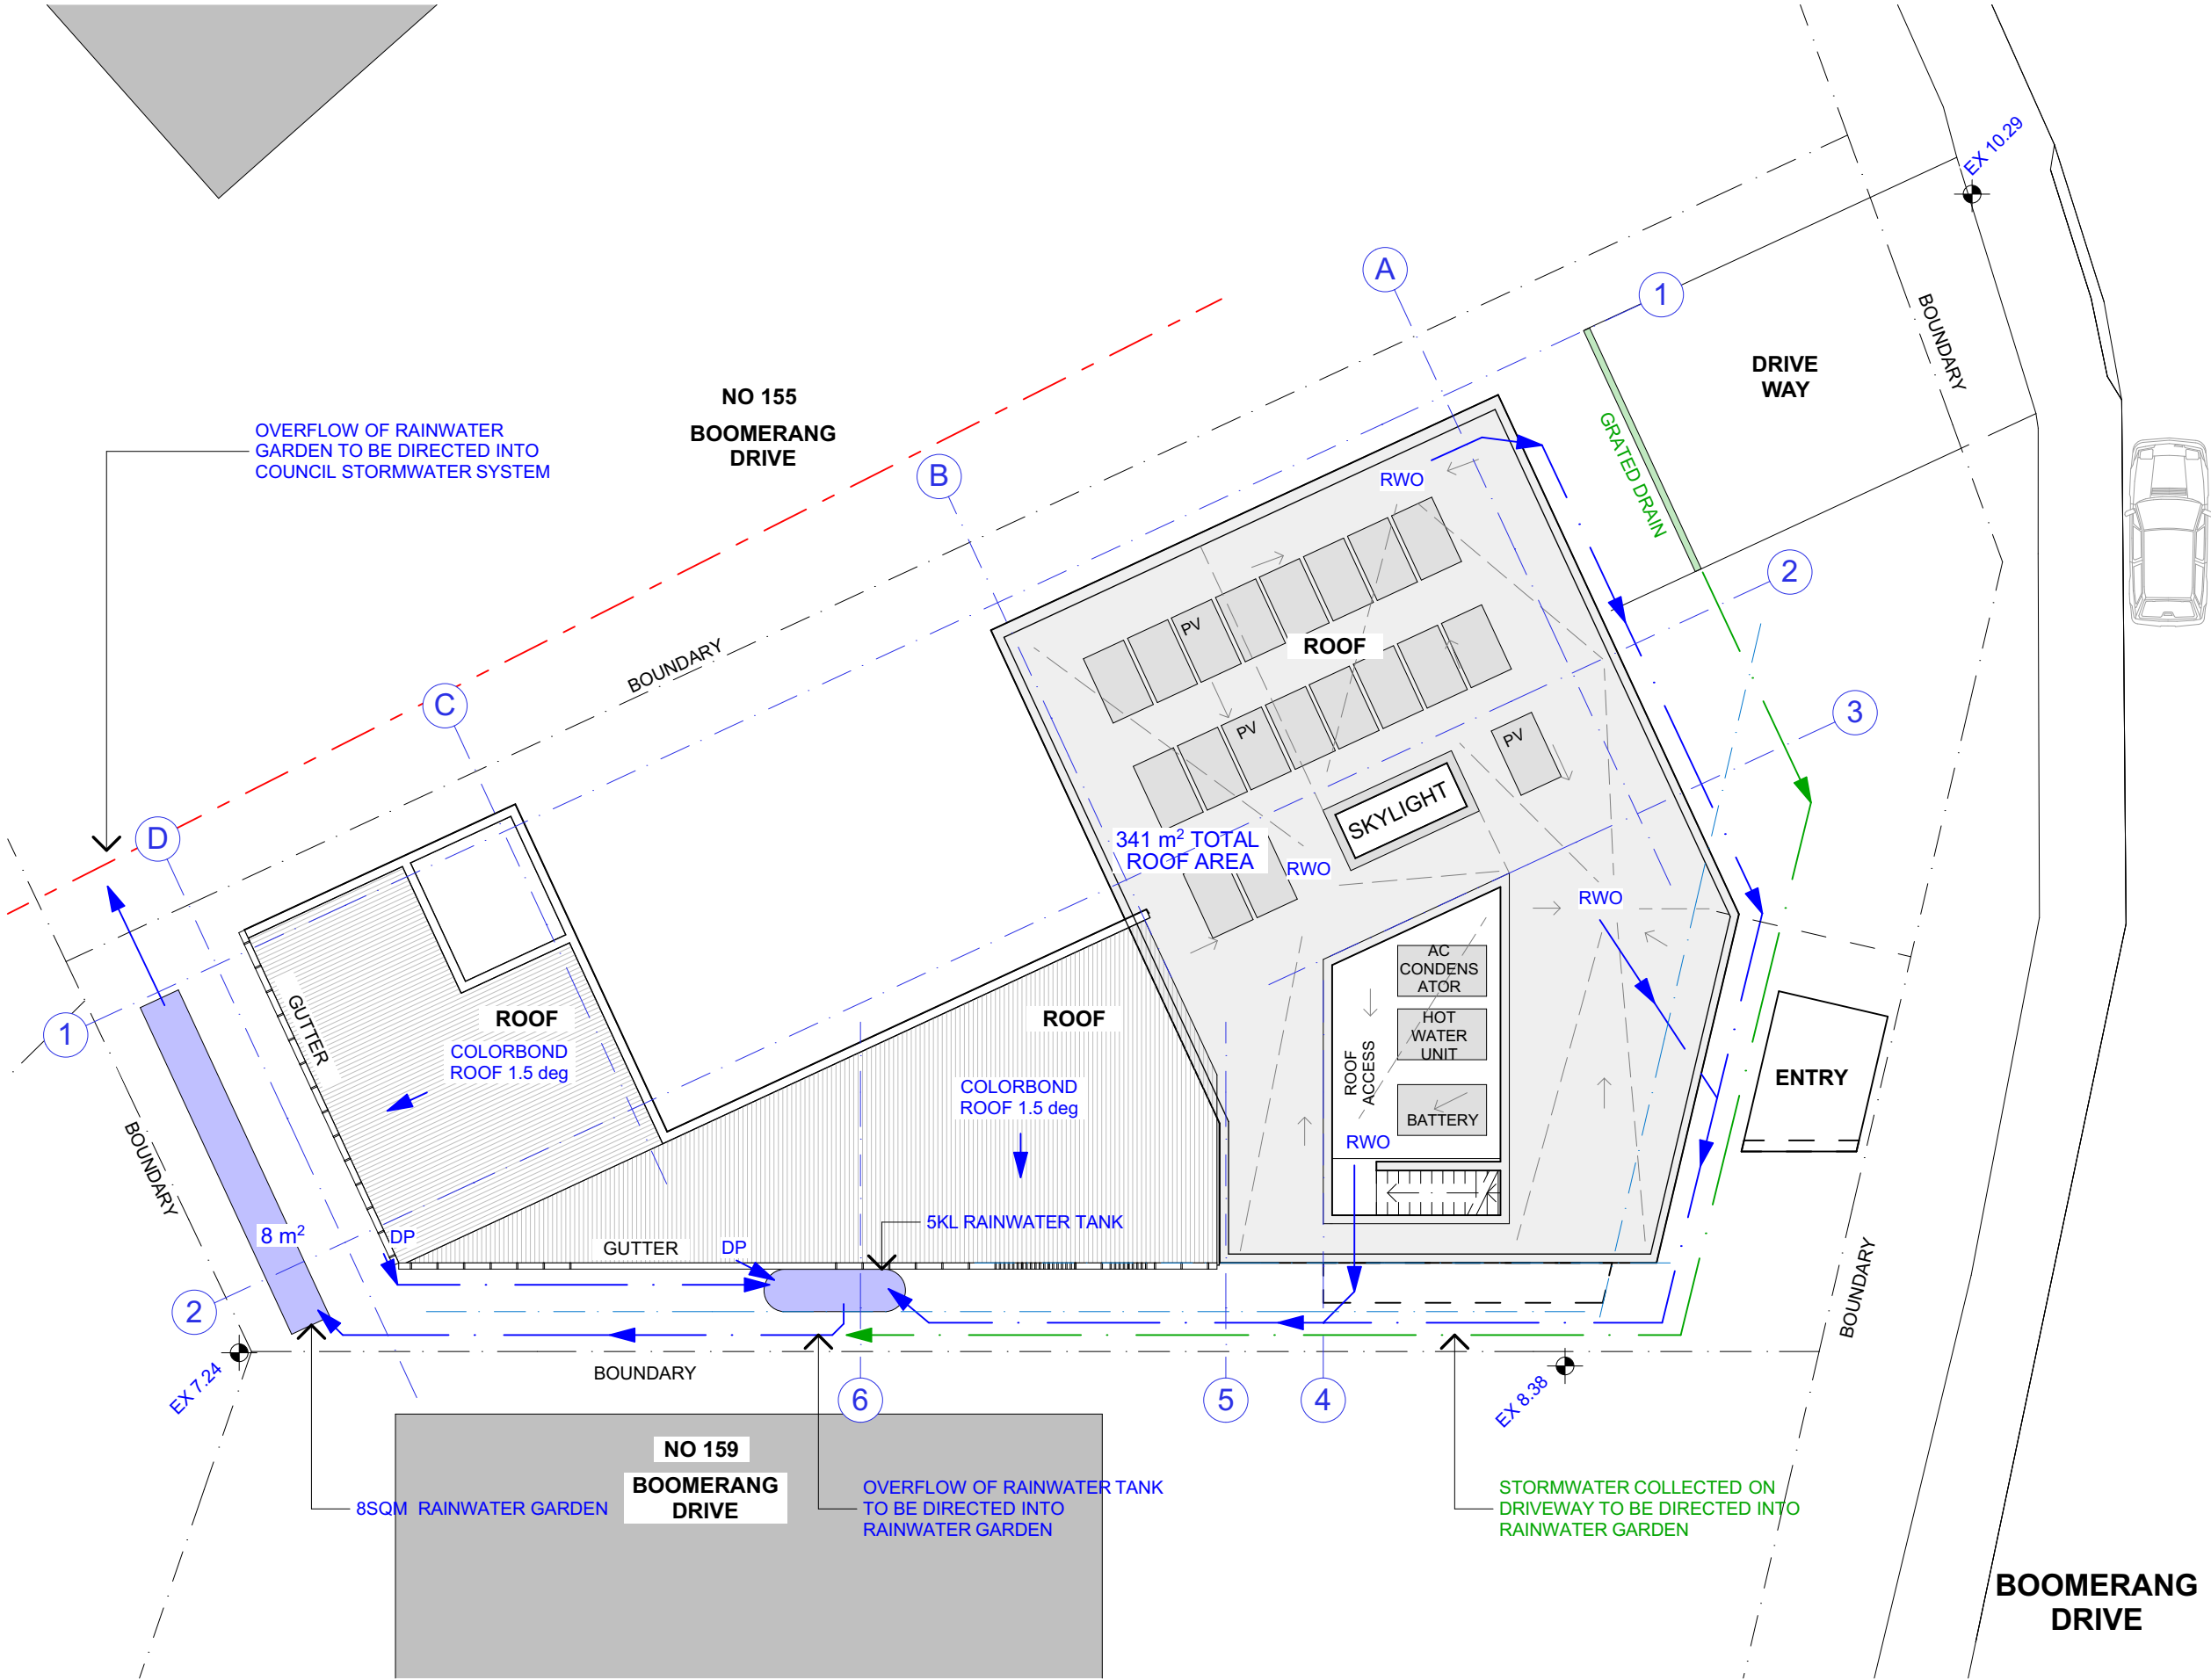 EX 10.29
A
1
BOUNDARY
DRIVE
WAY
NO 155
BOOMERANG
DRIVE
OVERFLOW OF RAINWATER
GARDEN TO BE DIRECTED INTO
COUNCIL STORMWATER SYSTEM
GRATED DRAIN
B
RWO
2
PV
ROOF
BOUNDARY
C
3
PV
PV
SKYLIGHT
D
341 m² TOTAL
ROOF AREA
RWO
RWO
AC
CONDENS
ATOR
GUTTER
ROOF
ROOF
1
HOT
WATER
UNIT
COLORBOND
ROOF 1.5 deg
ROOF
ACCESS
COLORBOND
ROOF 1.5 deg
ENTRY
BATTERY
BOUNDARY
RWO
5KL RAINWATER TANK
8 m²
DP
GUTTER
DP
BOUNDARY
2
BOUNDARY
EX 7.24
6
5
4
EX 8.38
NO 159
BOOMERANG
DRIVE
8SQM RAINWATER GARDEN
OVERFLOW OF RAINWATER TANK
TO BE DIRECTED INTO
RAINWATER GARDEN
STORMWATER COLLECTED ON
DRIVEWAY TO BE DIRECTED INTO
RAINWATER GARDEN
BOOMERANG
DRIVE